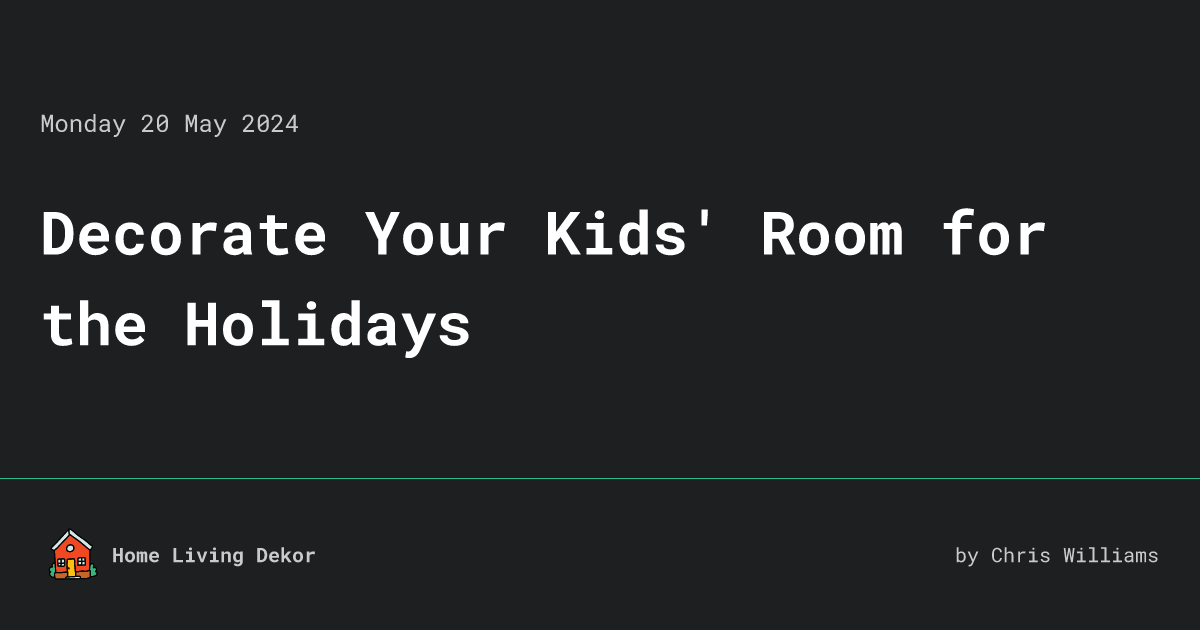 Monday 20 May 2024
Decorate Your Kids' Room for
the Holidays
Home Living Dekor
by Chris Williams